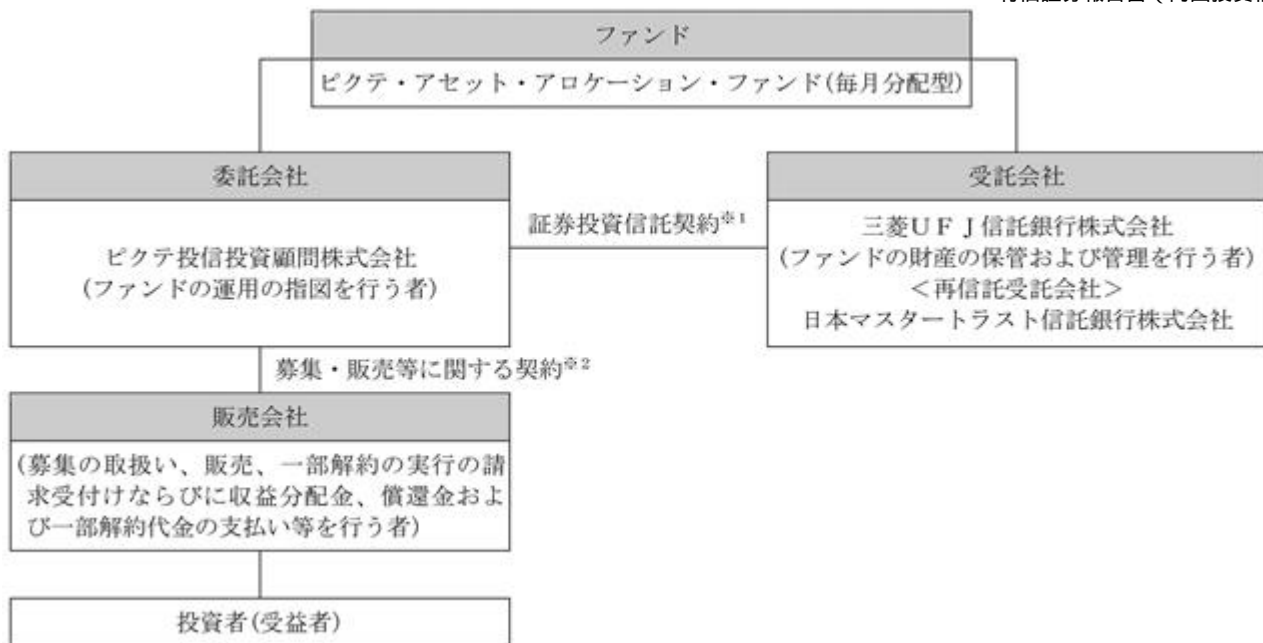 ファンド
ピクテ・アセット・アロケーション・ファンド(毎月分配型)
委託会社
ピクテ投信投資顧問株式会社
(ファンドの運用の指図を行う者)
証券投資信託契約※1
受託会社
三菱UFJ信託銀行株式会社
(ファンドの財産の保管および管理を行う者)
<再信託受託会社>
日本マスタートラスト信託銀行株式会社
募集・販売等に関する契約※2
販売会社
(募集の取扱い、販売、一部解約の実行の請
求受付けならびに収益分配金、償還金およ
び一部解約代金の支払い等を行う者)
投資者(受益者)